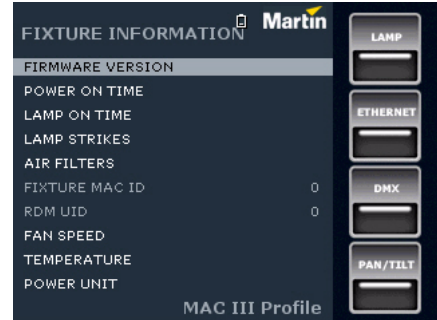 FIXTURE INFORMATION
Martin
FIRMWARE VERSION
POWER ON TIME
LAMP ON TIME
LAMP STRIKES
AIR FILTERS
FIXTURE MAC ID 0
RDM UID 0
FAN SPEED
TEMPERATURE
POWER UNIT
MAC III Profile
LAMP
ETHERNET
DMX
PAN/TILT